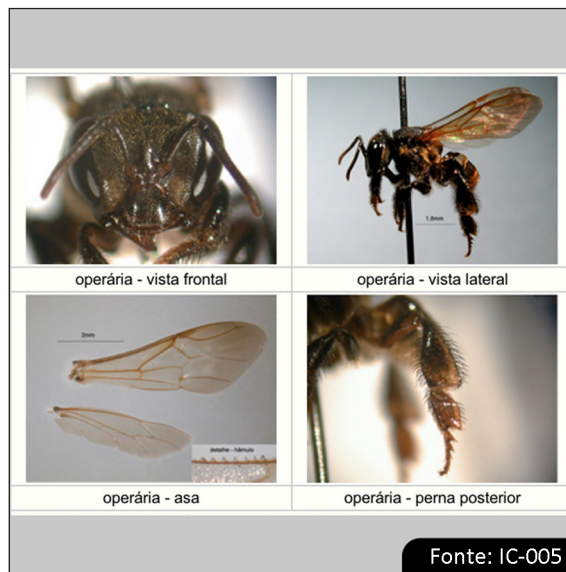 operária - vista frontal
1,8mm
operária - vista lateral
2mm
detalhe - hâmulo
operária - asa
operária - perna posterior
Fonte: IC-005